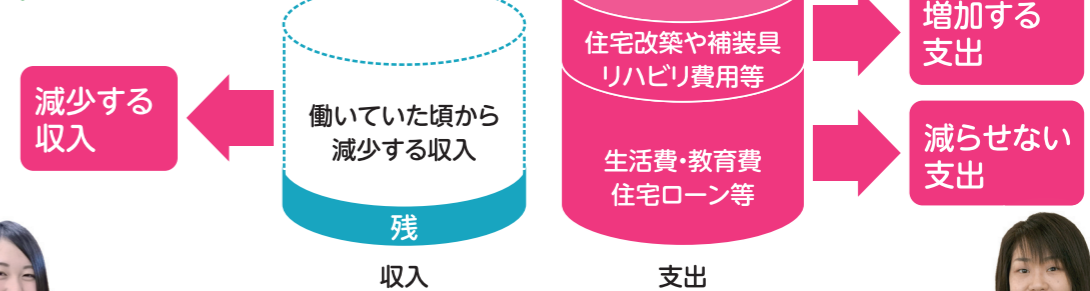 減少する
収入
働いていた頃から
減少する収入
残
収入
住宅改築や補装具
リハビリ費用等
生活費・教育費
住宅ローン等
支出
増加する
支出
減らせない
支出